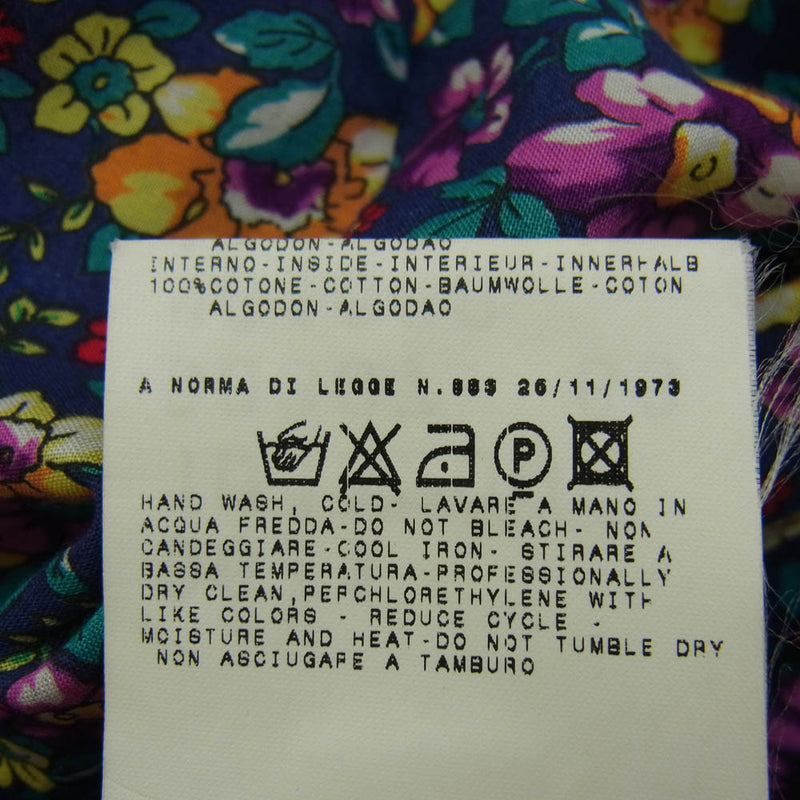 ALGODON-ALGODAO
INTERNO-INSIDE-INTERIEUR-INNERHALB
100%COTONE-COTTON-BAUMWOLLE-COTON
ALGODON-ALGODAO
A NORMA DI LEGGE N.883 26/11/1973
P
HAND WASH, COLD- LAVARE A MANO IN
ACQUA FREDDA-DO NOT BLEACH- NON
CANDEGGIARE-COOL IRON- STIRARE A
BASSA TEMPERATURA-PROFESSIONALLY
DRY CLEAN,PERCHLORETHYLENE WITH
LIKE COLORS - REDUCE CYCLE -
MOISTURE AND HEAT-DO NOT TUMBLE DRY
NON ASCIUGARE A TAMBURO